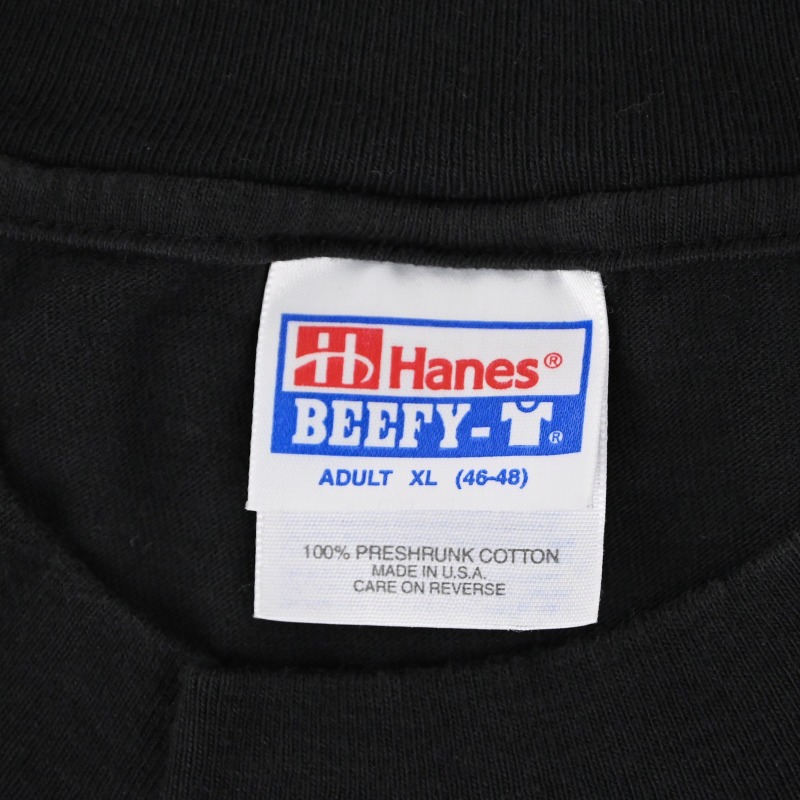 Hanes®
BEEFY-T®
ADULT XL (46-48)
100% PRESHRUNK COTTON
MADE IN U.S.A.
CARE ON REVERSE